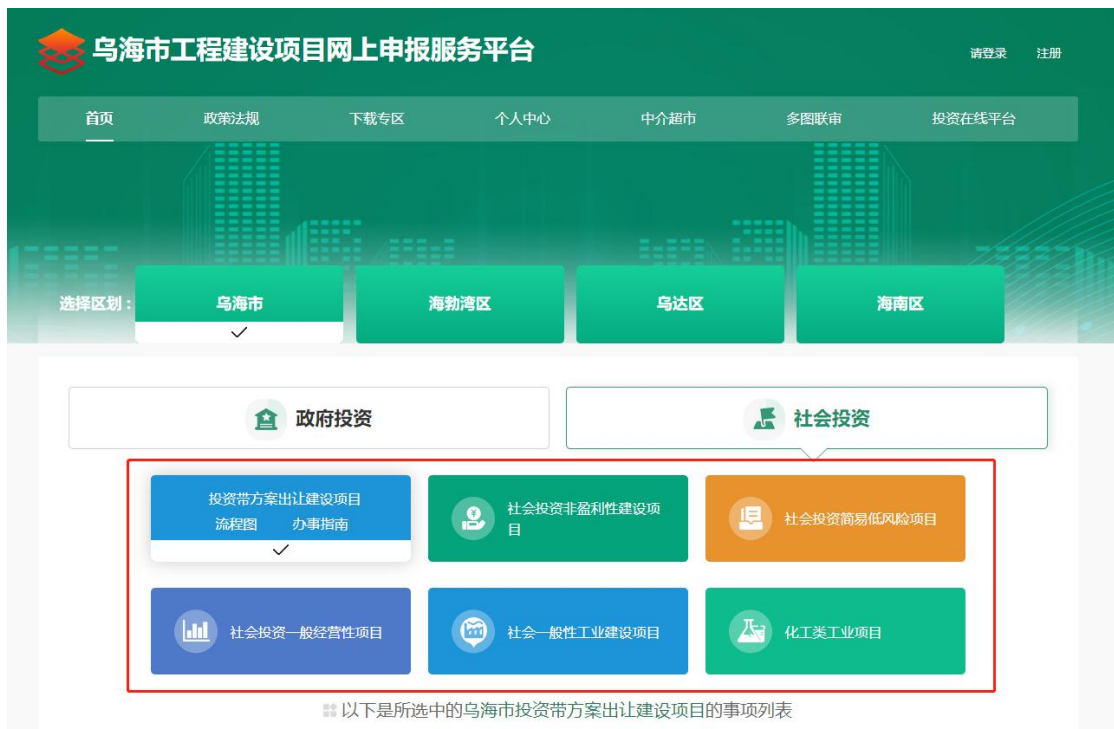 乌海市工程建设项目网上申报服务平台
请登录 注册
首页 政策法规 下载专区 个人中心 中介超市 多图联审 投资在线平台
选择区划： 乌海市 海勃湾区 乌达区 海南区
政府投资 社会投资
投资带方案出让建设项目
流程图 办事指南
社会投资非盈利性建设项
目
社会投资简易低风险项目
社会投资一般经营性项目 社会一般性工业建设项目 化工类工业项目
以下是所选中的乌海市投资带方案出让建设项目的事项列表